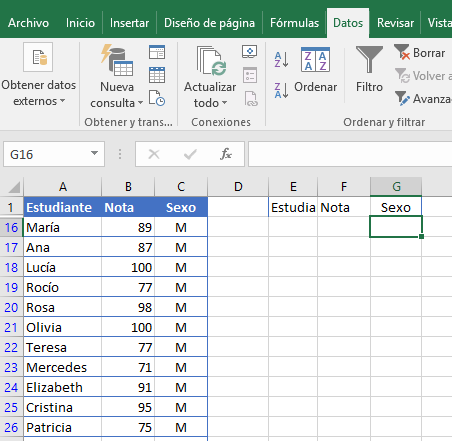 Archivo Inicio Insertar Diseño de página Fórmulas Datos Revisar Vista
Obtener datos externos
Nueva consulta
Actualizar todo
Ordenar
Filtro
Borrar
Volver a
Avanza
Obtener y trans...
Conexiones
Ordenar y filtrar
G16 fx
A B C D E F G
1 Estudiante Nota Sexo Estudia Nota Sexo
16 María 89 M
17 Ana 87 M
18 Lucía 100 M
19 Rocío 77 M
20 Rosa 98 M
21 Olivia 100 M
22 Teresa 77 M
23 Mercedes 71 M
24 Elizabeth 91 M
25 Cristina 95 M
26 Patricia 75 M